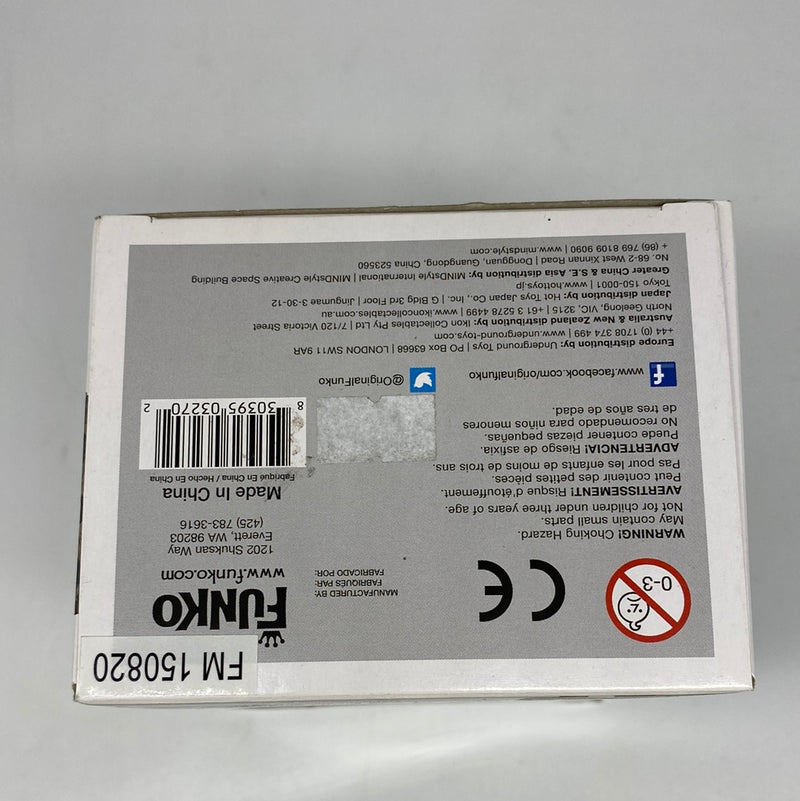 FM 150820
FUNKO
www.funko.com
1202 Shuksan Way
Everett, WA 98203
(425) 783-3616
MANUFACTURED BY:
FABRIQUÉS PAR:
FABRICADO POR:
CE
0-3
WARNING! Choking Hazard.
May contain small parts.
Not for children under three years of age.
AVERTISSEMENT! Risque d'étouffement.
Peut contenir des petites pièces.
Pas pour les enfants de moins de trois ans.
ADVERTENCIA! Riesgo de asfixia.
Puede contener piezas pequeñas.
No recomendado para niños menores
de tres años de edad.
Made In China
Fabriqué En China / Hecho En China
8 30395 03270 2
@OriginalFunko
www.facebook.com/originalfunko
Europe distribution by: Underground Toys | PO Box 63668 | LONDON SW11 9AR
+44 (0) 1708 374 499 | www.underground-toys.com
Australia & New Zealand distribution by: Ikon Collectables Pty Ltd | 7/120 Victoria Street
North Geelong, VIC, 3215 | +61 3 5278 4499 | www.ikoncollectables.com.au
Japan distribution by: Hot Toys Japan Co., Inc. | G Bldg 3rd Floor | Jingumae 3-30-12
Tokyo 150-0001 | www.hottoys.jp
Greater China & S.E. Asia distribution by: MINDstyle International | MINDstyle Creative Space Building
No. 68-2 West Xinnan Road | Dongguan, Guangdong, China 523560
+ (86) 769 8109 9090 | www.mindstyle.com